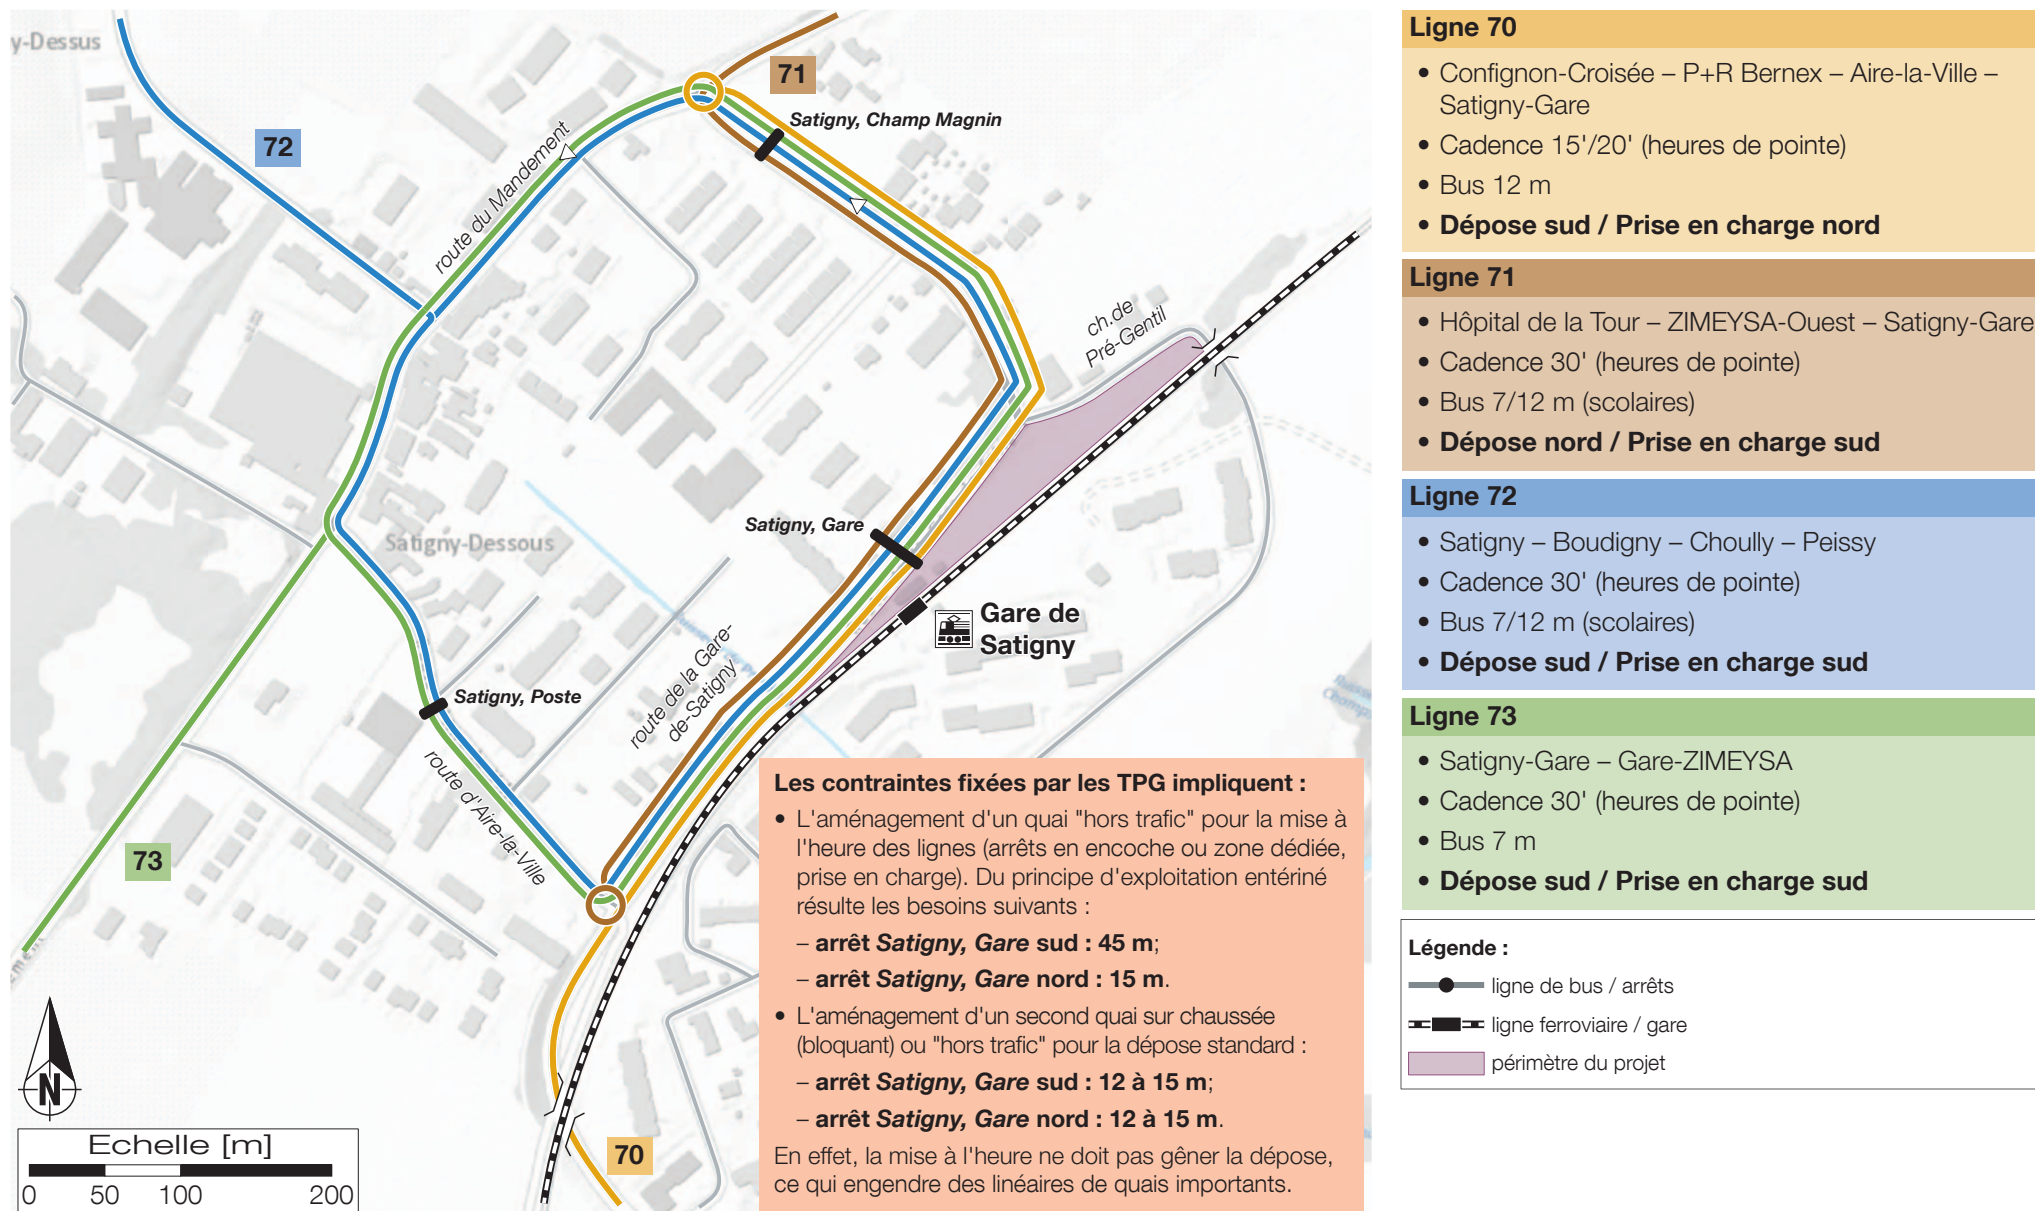 y-Dessus
71
Satigny, Champ Magnin
72
route du Mandement
ch.de
Pré-Gentil
Satigny, Gare
Satigny-Dessous
Gare de
Satigny
route de la Gare-
de-Satigny
Satigny, Poste
route d'Aire-la-Ville
73
70
N
Echelle [m]
0 50 100 200
Les contraintes fixées par les TPG impliquent :
• L'aménagement d'un quai "hors trafic" pour la mise à
l'heure des lignes (arrêts en encoche ou zone dédiée,
prise en charge). Du principe d'exploitation entériné
résulte les besoins suivants :
– arrêt Satigny, Gare sud : 45 m;
– arrêt Satigny, Gare nord : 15 m.
• L'aménagement d'un second quai sur chaussée
(bloquant) ou "hors trafic" pour la dépose standard :
– arrêt Satigny, Gare sud : 12 à 15 m;
– arrêt Satigny, Gare nord : 12 à 15 m.
En effet, la mise à l'heure ne doit pas gêner la dépose,
ce qui engendre des linéaires de quais importants.
Ligne 70
• Confignon-Croisée – P+R Bernex – Aire-la-Ville –
Satigny-Gare
• Cadence 15'/20' (heures de pointe)
• Bus 12 m
• Dépose sud / Prise en charge nord
Ligne 71
• Hôpital de la Tour – ZIMEYSA-Ouest – Satigny-Gare
• Cadence 30' (heures de pointe)
• Bus 7/12 m (scolaires)
• Dépose nord / Prise en charge sud
Ligne 72
• Satigny – Boudigny – Choully – Peissy
• Cadence 30' (heures de pointe)
• Bus 7/12 m (scolaires)
• Dépose sud / Prise en charge sud
Ligne 73
• Satigny-Gare – Gare-ZIMEYSA
• Cadence 30' (heures de pointe)
• Bus 7 m
• Dépose sud / Prise en charge sud
Légende :
ligne de bus / arrêts
ligne ferroviaire / gare
périmètre du projet